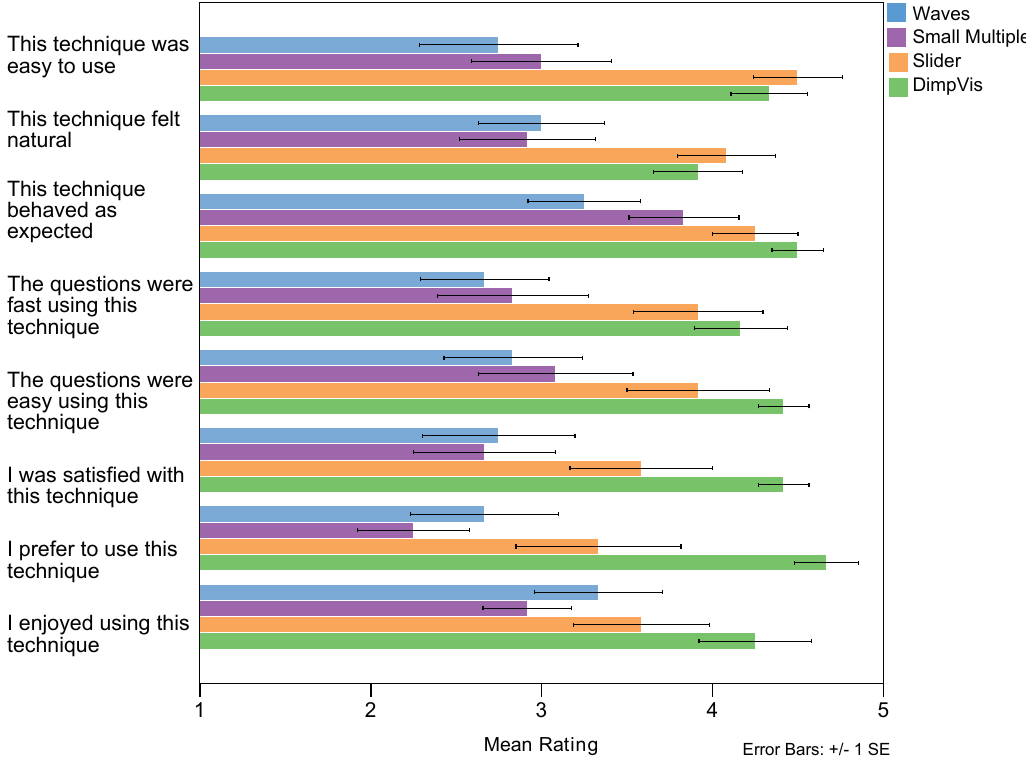 This technique was
easy to use
This technique felt
natural
This technique
behaved as
expected
The questions were
fast using this
technique
The questions were
easy using this
technique
I was satisfied with
this technique
I prefer to use this
technique
I enjoyed using this
technique
Waves
Small Multiple
Slider
DimpVis
1
2
3
4
5
Mean Rating
Error Bars: +/- 1 SE